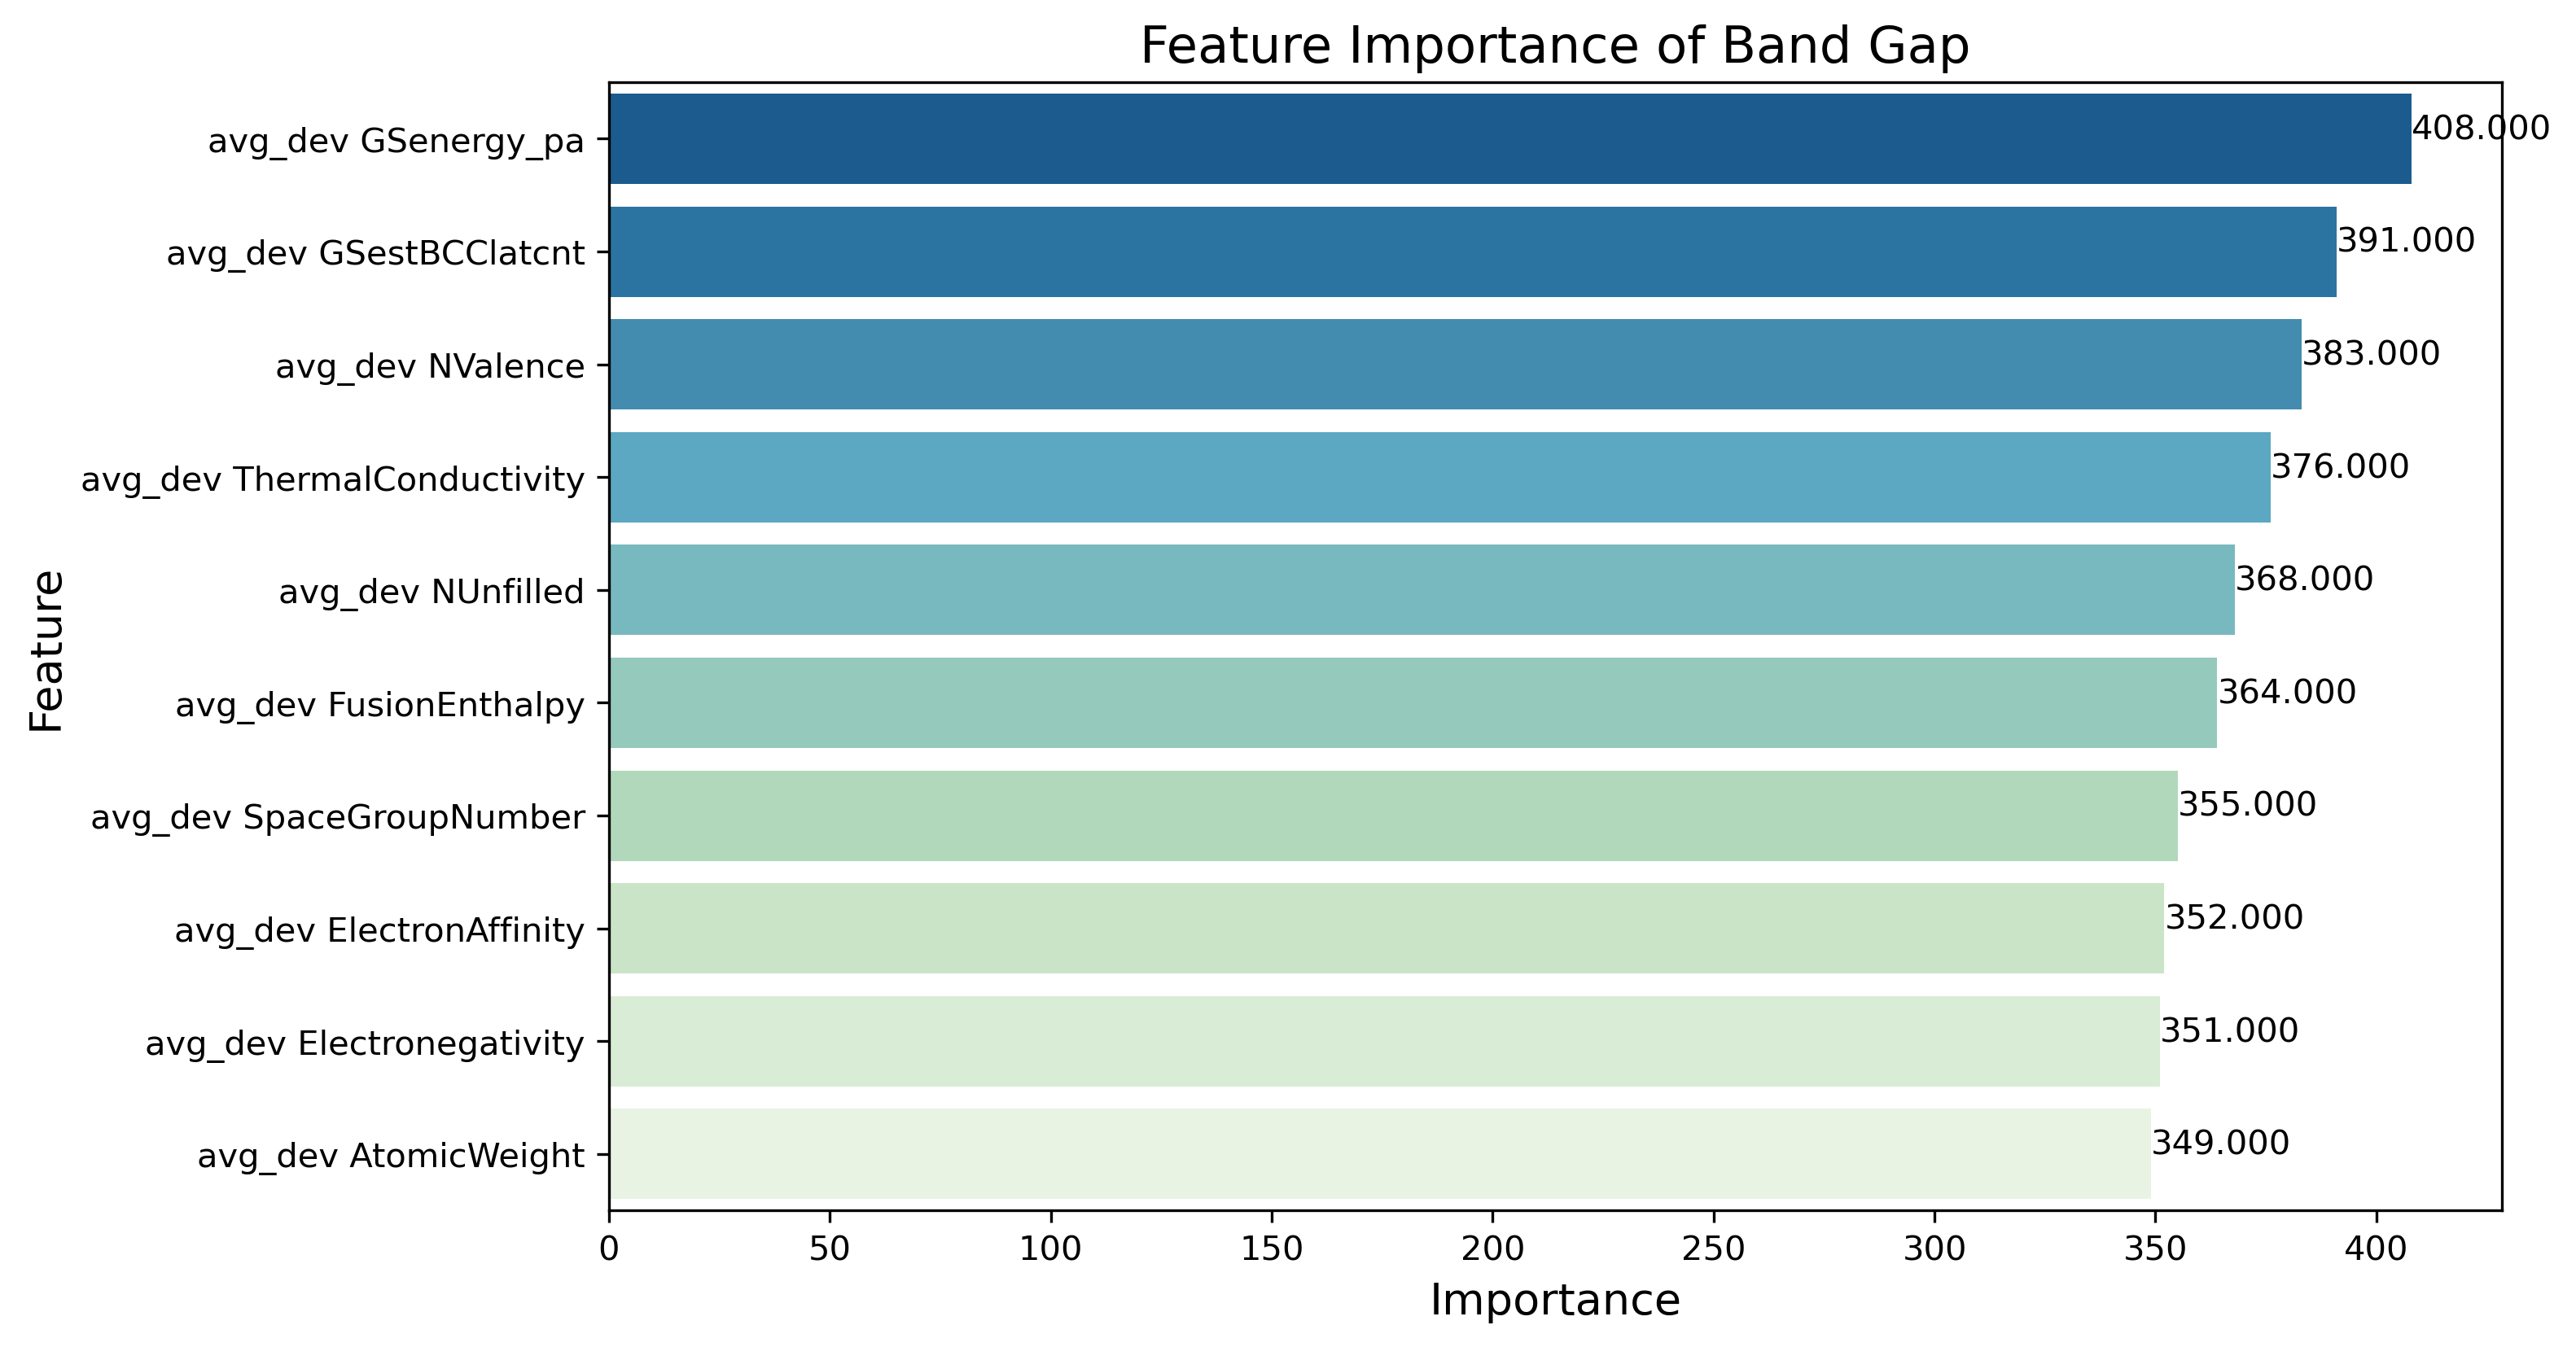 Feature Importance of Band Gap
Feature
avg_dev GSenergy_pa
408.000
avg_dev GSestBCClatcnt
391.000
avg_dev NValence
383.000
avg_dev ThermalConductivity
376.000
avg_dev NUnfilled
368.000
avg_dev FusionEnthalpy
364.000
avg_dev SpaceGroupNumber
355.000
avg_dev ElectronAffinity
352.000
avg_dev Electronegativity
351.000
avg_dev AtomicWeight
349.000
0 50 100 150 200 250 300 350 400
Importance